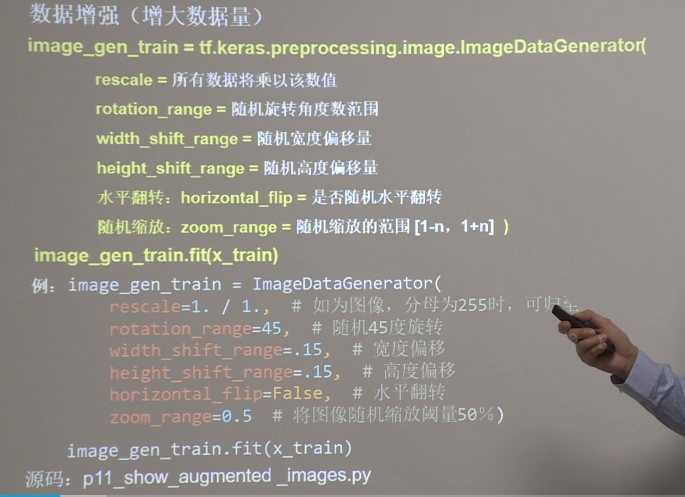 数据增强（增大数据量）
image_gen_train = tf.keras.preprocessing.image.ImageDataGenerator(
rescale = 所有数据将乘以该数值
rotation_range = 随机旋转角度数范围
width_shift_range = 随机宽度偏移量
height_shift_range = 随机高度偏移量
水平翻转：horizontal_flip = 是否随机水平翻转
随机缩放：zoom_range = 随机缩放的范围 [1-n，1+n] )
image_gen_train.fit(x_train)
例：image_gen_train = ImageDataGenerator(
rescale=1. / 1., # 如为图像，分母为255时，可归至
rotation_range=45, # 随机45度旋转
width_shift_range=.15, # 宽度偏移
height_shift_range=.15, # 高度偏移
horizontal_flip=False, # 水平翻转
zoom_range=0.5 # 将图像随机缩放阈量50％)
image_gen_train.fit(x_train)
源码：p11_show_augmented _images.py